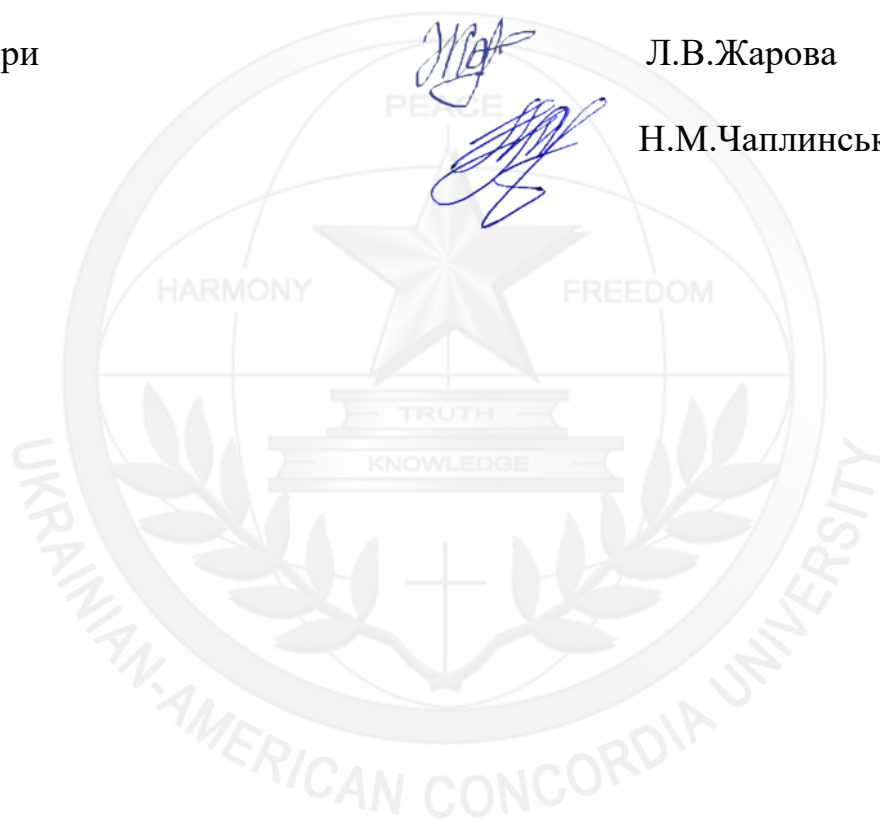 ри Л.В.Жарова
PEACE
Н.М.Чаплинськ
HARMONY FREEDOM
TRUTH
KNOWLEDGE
UKRAINIAN-AMERICAN CONCORDIA UNIVERSITY